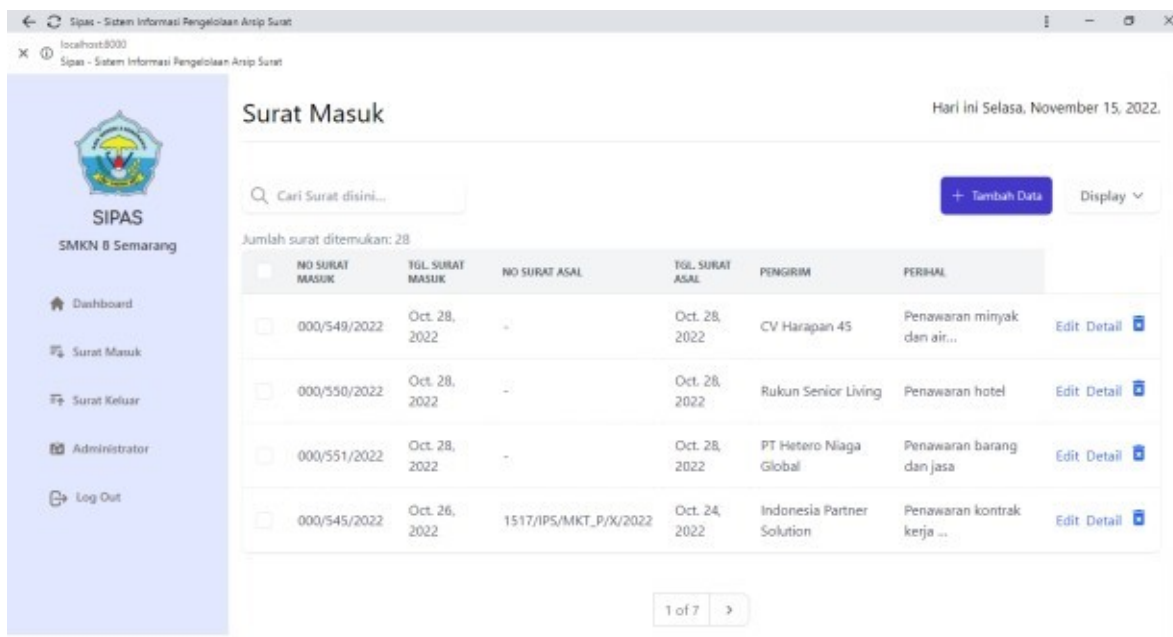 Sipas - Sistem Informasi Pengelolaan Arsip Surat
localhost:8000
Sipas - Sistem Informasi Pengelolaan Arsip Surat
SIPAS
SMKN 8 Semarang
Dashboard
Surat Masuk
Surat Keluar
Administrator
Log Out
Surat Masuk
Hari ini Selasa, November 15, 2022.
Cari Surat disini...
+ Tambah Data
Display
Jumlah surat ditemukan: 28
NO SURAT MASUK TGL. SURAT MASUK NO SURAT ASAL TGL. SURAT ASAL PENGIRIM PERIHAL
000/549/2022 Oct. 28, 2022 - Oct. 28, 2022 CV Harapan 45 Penawaran minyak dan air... Edit Detail
000/550/2022 Oct. 28, 2022 - Oct. 28, 2022 Rukun Senior Living Penawaran hotel Edit Detail
000/551/2022 Oct. 28, 2022 - Oct. 28, 2022 PT Hetero Niaga Global Penawaran barang dan jasa Edit Detail
000/545/2022 Oct. 26, 2022 1517/IPS/MKT_P/X/2022 Oct. 24, 2022 Indonesia Partner Solution Penawaran kontrak kerja ... Edit Detail
1 of 7 >